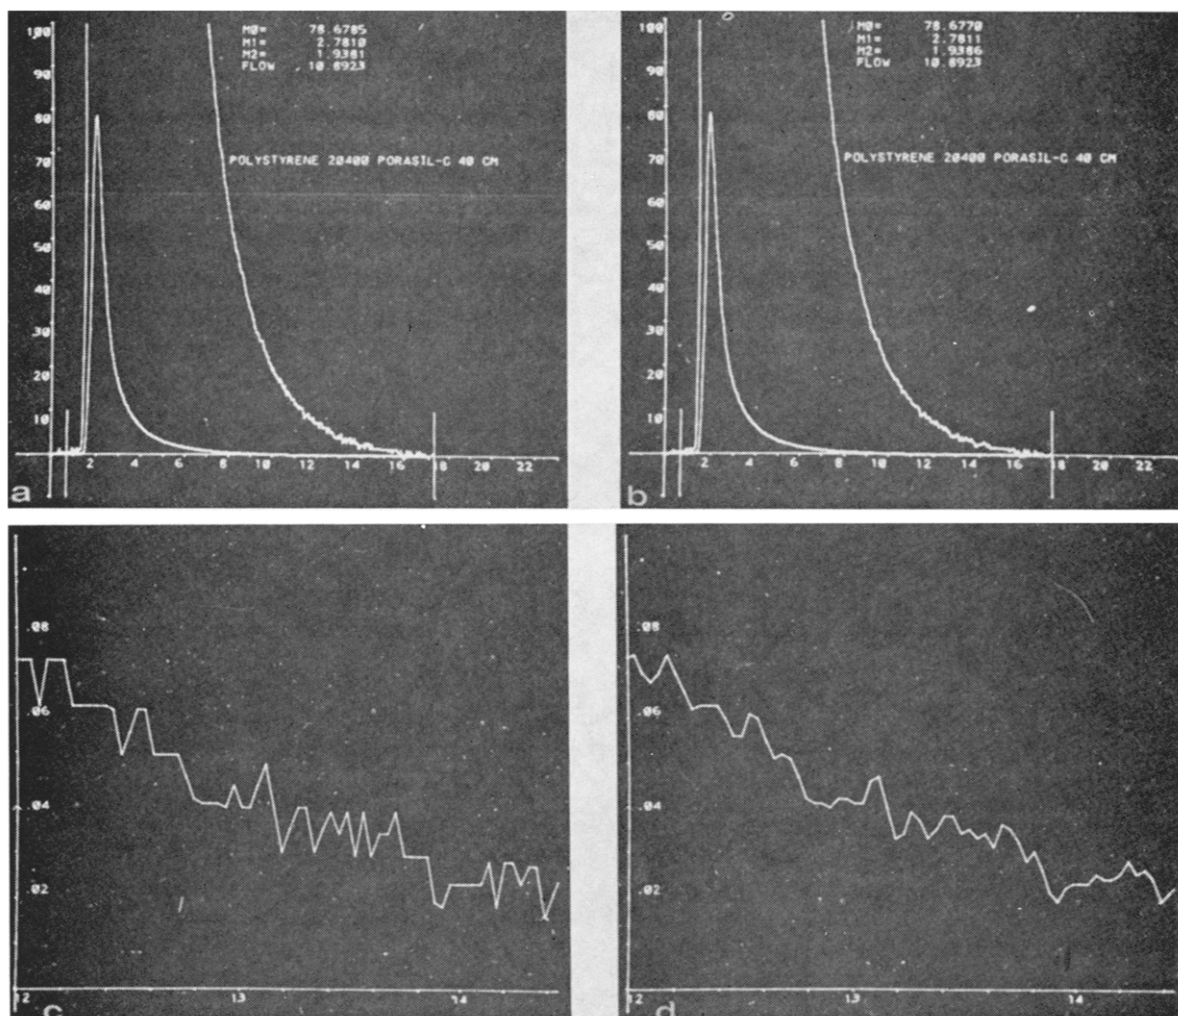 M0= 78.6785
M1= 2.7810
M2= 1.9381
FLOW 10.8923
POLYSTYRENE 20400 PORASIL-C 40 CM
100
90
80
70
60
50
40
30
20
10
2 4 6 8 10 12 14 16 18 20 22
a
M0= 78.6770
M1= 2.7811
M2= 1.9386
FLOW 10.8923
POLYSTYRENE 20400 PORASIL-C 40 CM
100
90
80
70
60
50
40
30
20
10
2 4 6 8 10 12 14 16 18 20 22
b
.08
.06
.04
.02
12 13 14
c
.08
.06
.04
.02
12 13 14
d